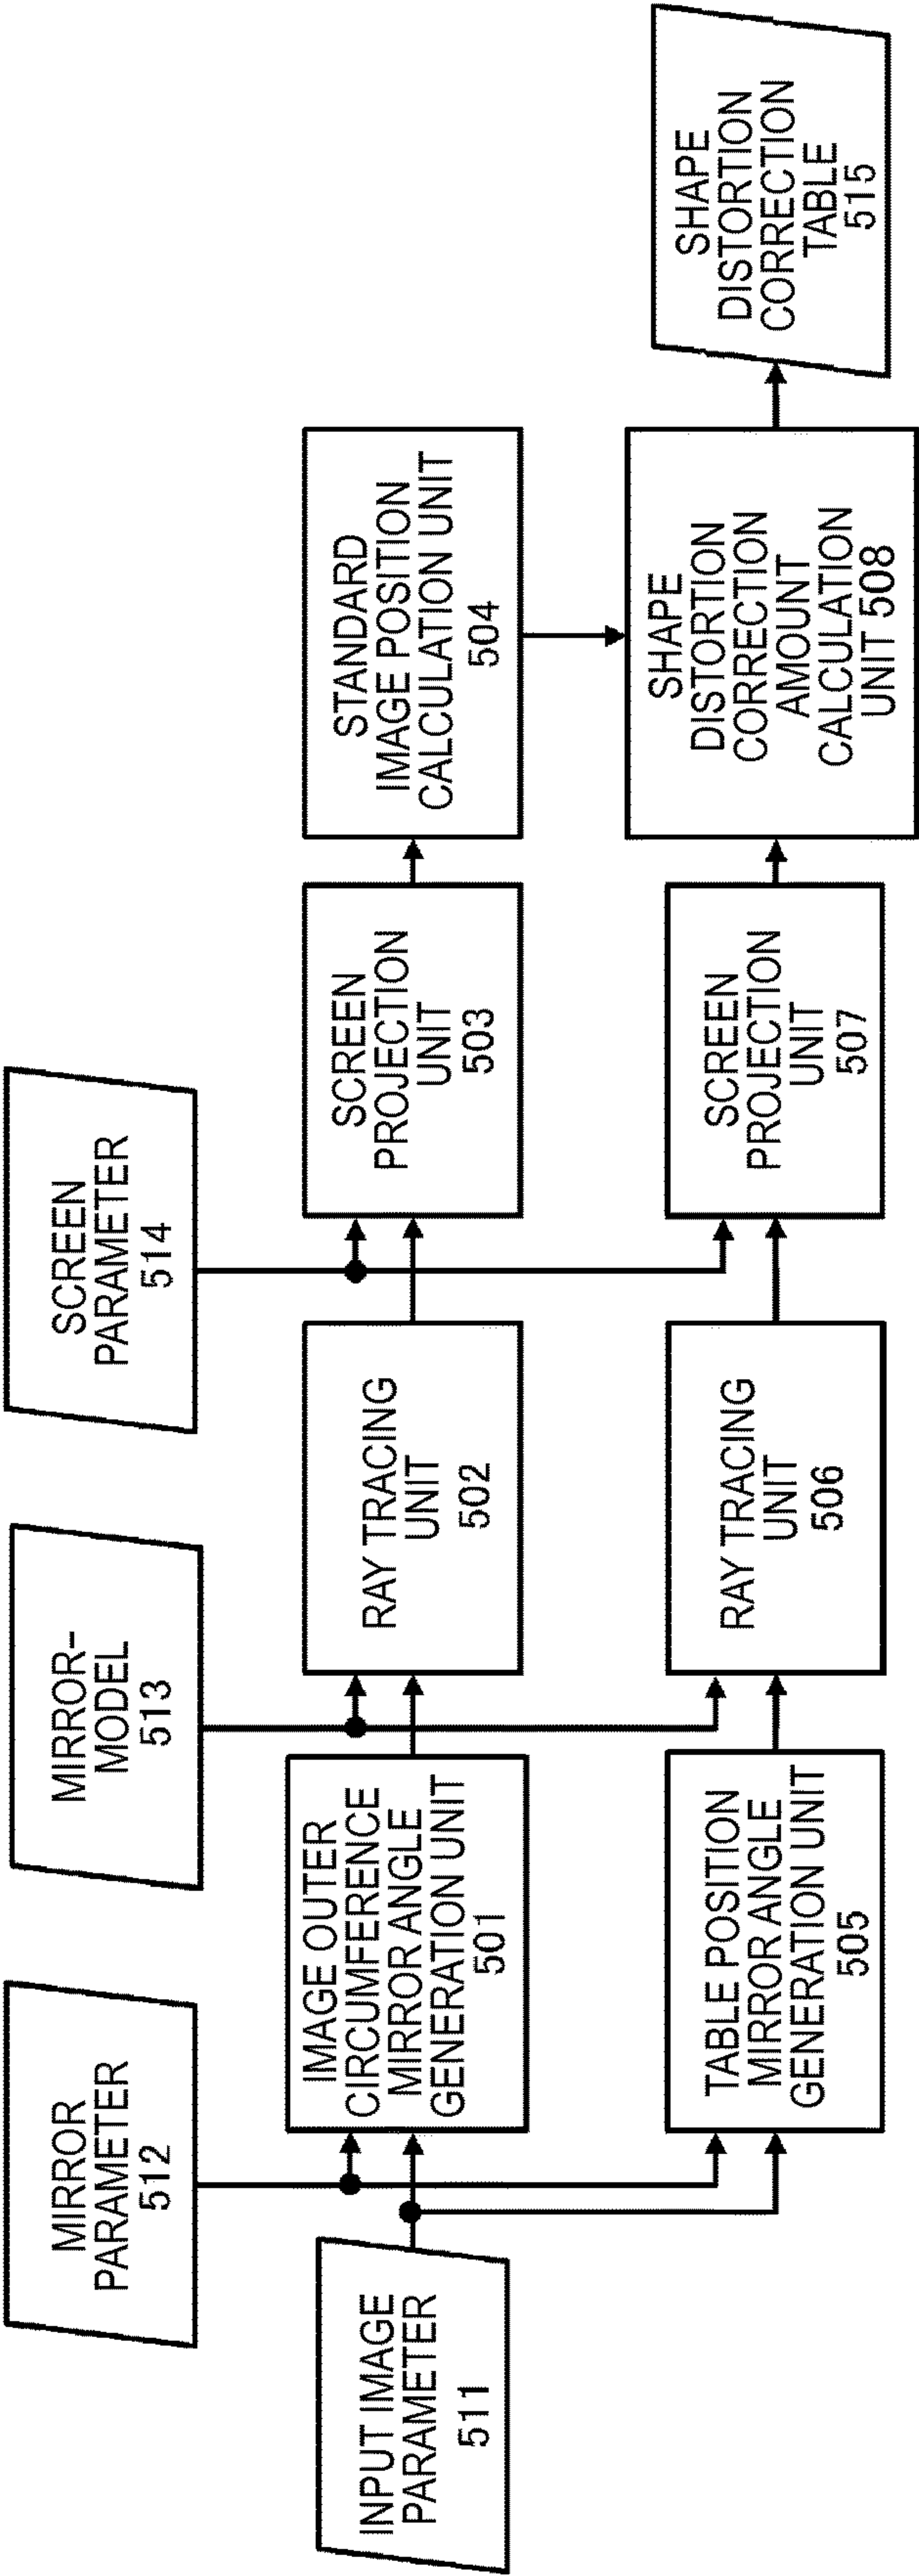 MIRROR
PARAMETER
512
MIRROR-
MODEL
513
SCREEN
PARAMETER
514
INPUT IMAGE
PARAMETER
511
IMAGE OUTER
CIRCUMFERENCE
MIRROR ANGLE
GENERATION UNIT
501
RAY TRACING
UNIT
502
SCREEN
PROJECTION
UNIT
503
STANDARD
IMAGE POSITION
CALCULATION UNIT
504
TABLE POSITION
MIRROR ANGLE
GENERATION UNIT
505
RAY TRACING
UNIT
506
SCREEN
PROJECTION
UNIT
507
SHAPE
DISTORTION
CORRECTION
AMOUNT
CALCULATION
UNIT 508
SHAPE
DISTORTION
CORRECTION
TABLE
515